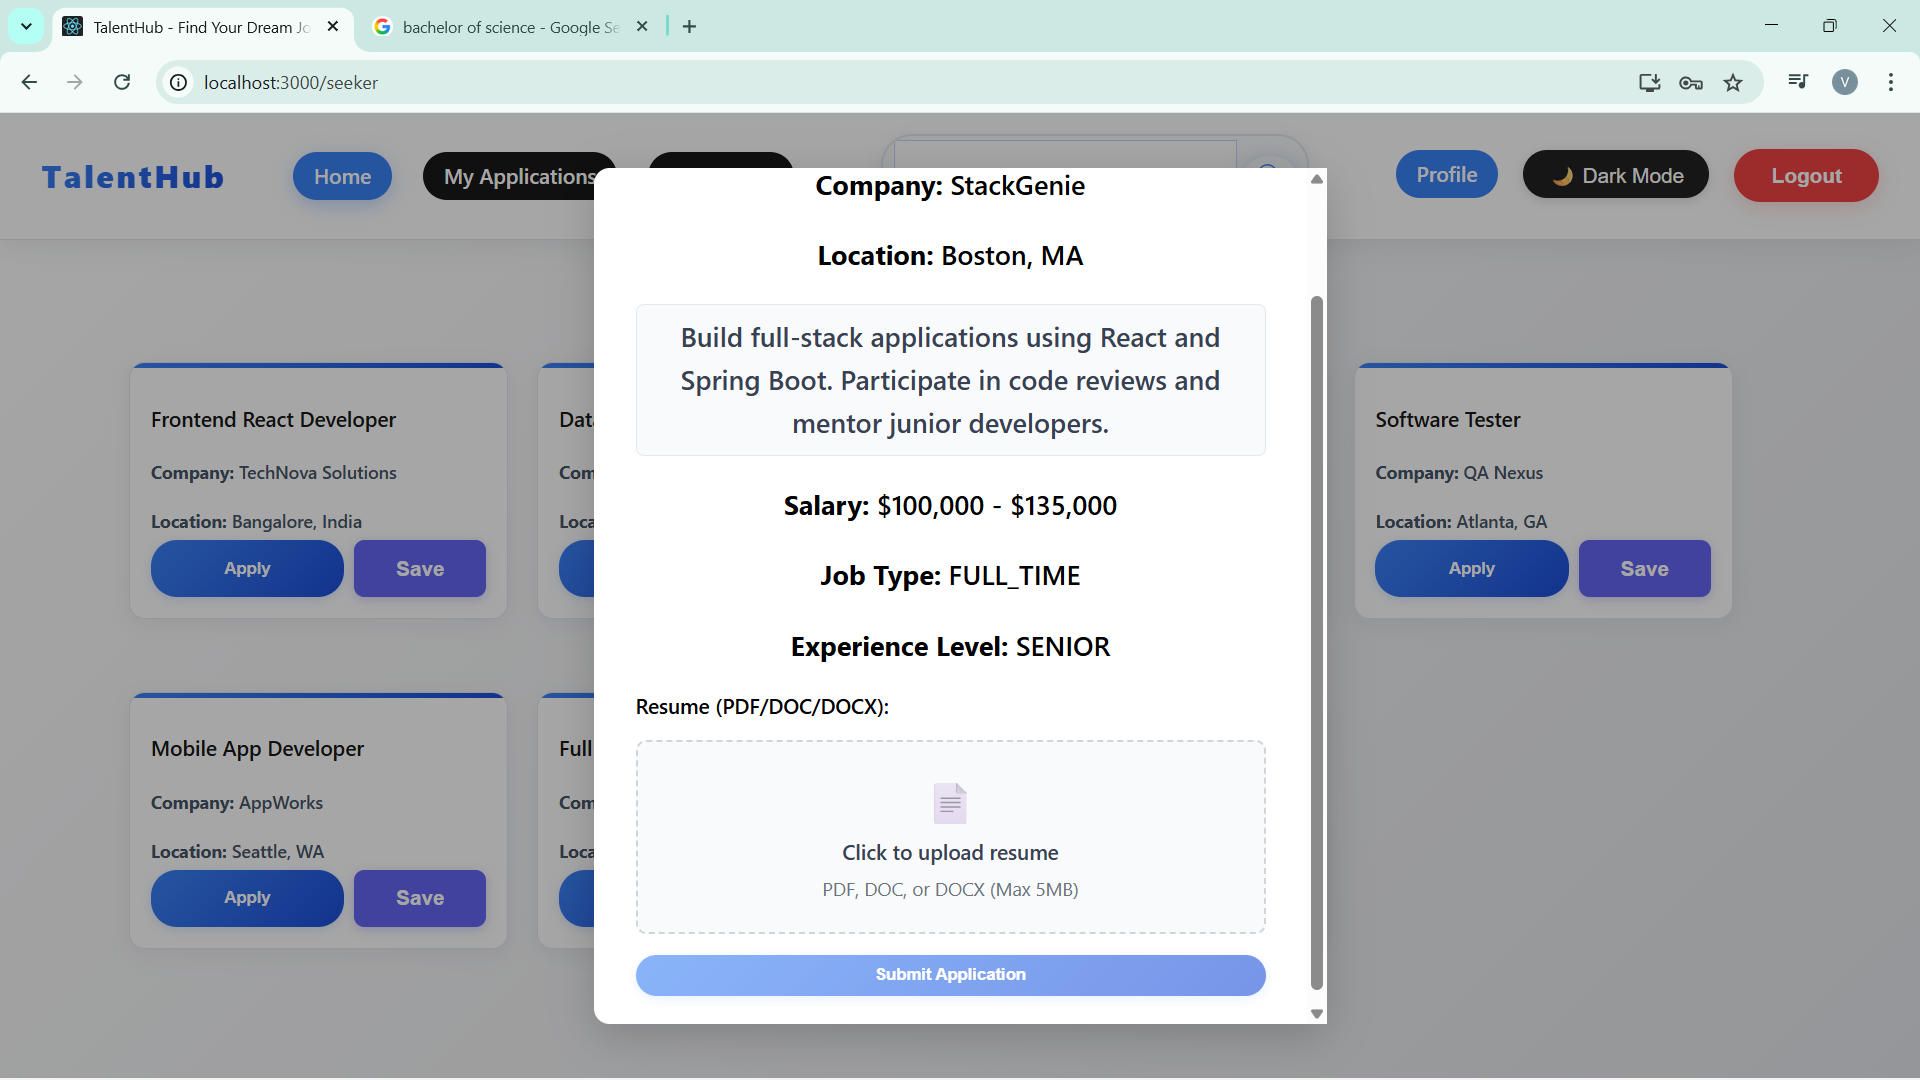 TalentHub - Find Your Dream Jo
bachelor of science - Google Se
localhost:3000/seeker
V
TalentHub
Home
My Applications
Profile
🌙 Dark Mode
Logout
Company: StackGenie
Location: Boston, MA
Build full-stack applications using React and
Spring Boot. Participate in code reviews and
mentor junior developers.
Salary: $100,000 - $135,000
Job Type: FULL_TIME
Experience Level: SENIOR
Resume (PDF/DOC/DOCX):
Click to upload resume
PDF, DOC, or DOCX (Max 5MB)
Submit Application
Frontend React Developer
Company: TechNova Solutions
Location: Bangalore, India
Apply
Save
Dat
Com
Loca
Software Tester
Company: QA Nexus
Location: Atlanta, GA
Apply
Save
Mobile App Developer
Company: AppWorks
Location: Seattle, WA
Apply
Save
Full
Com
Loca